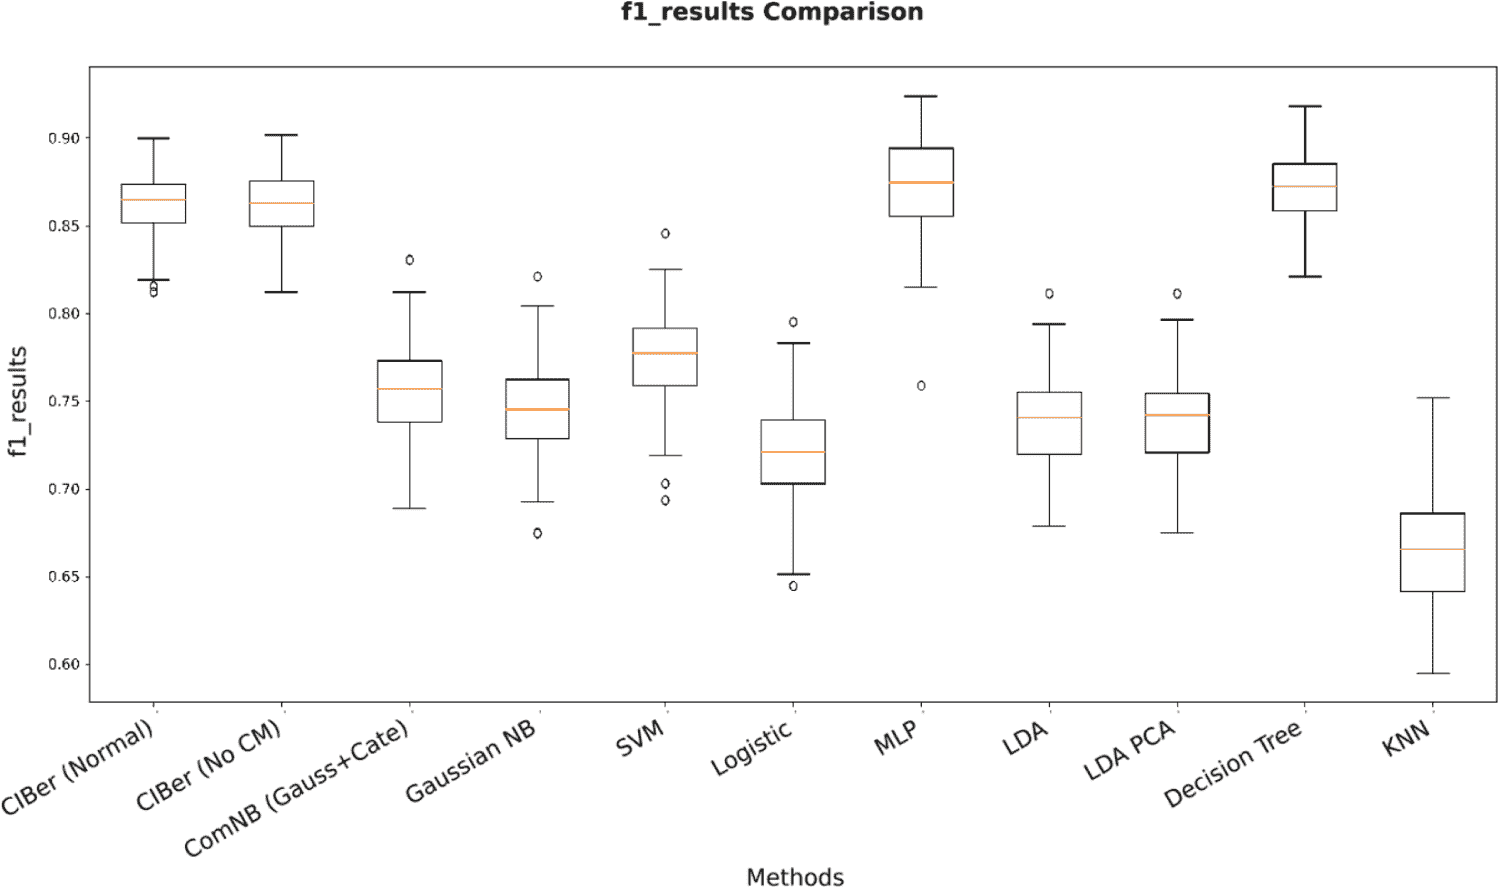 f1_results Comparison
f1_results
0.90
0.85
0.80
0.75
0.70
0.65
0.60
CIBer (Normal)
CIBer (No CM)
ComNB (Gauss+Cate)
Gaussian NB
SVM
Logistic
MLP
LDA
LDA PCA
Decision Tree
KNN
Methods